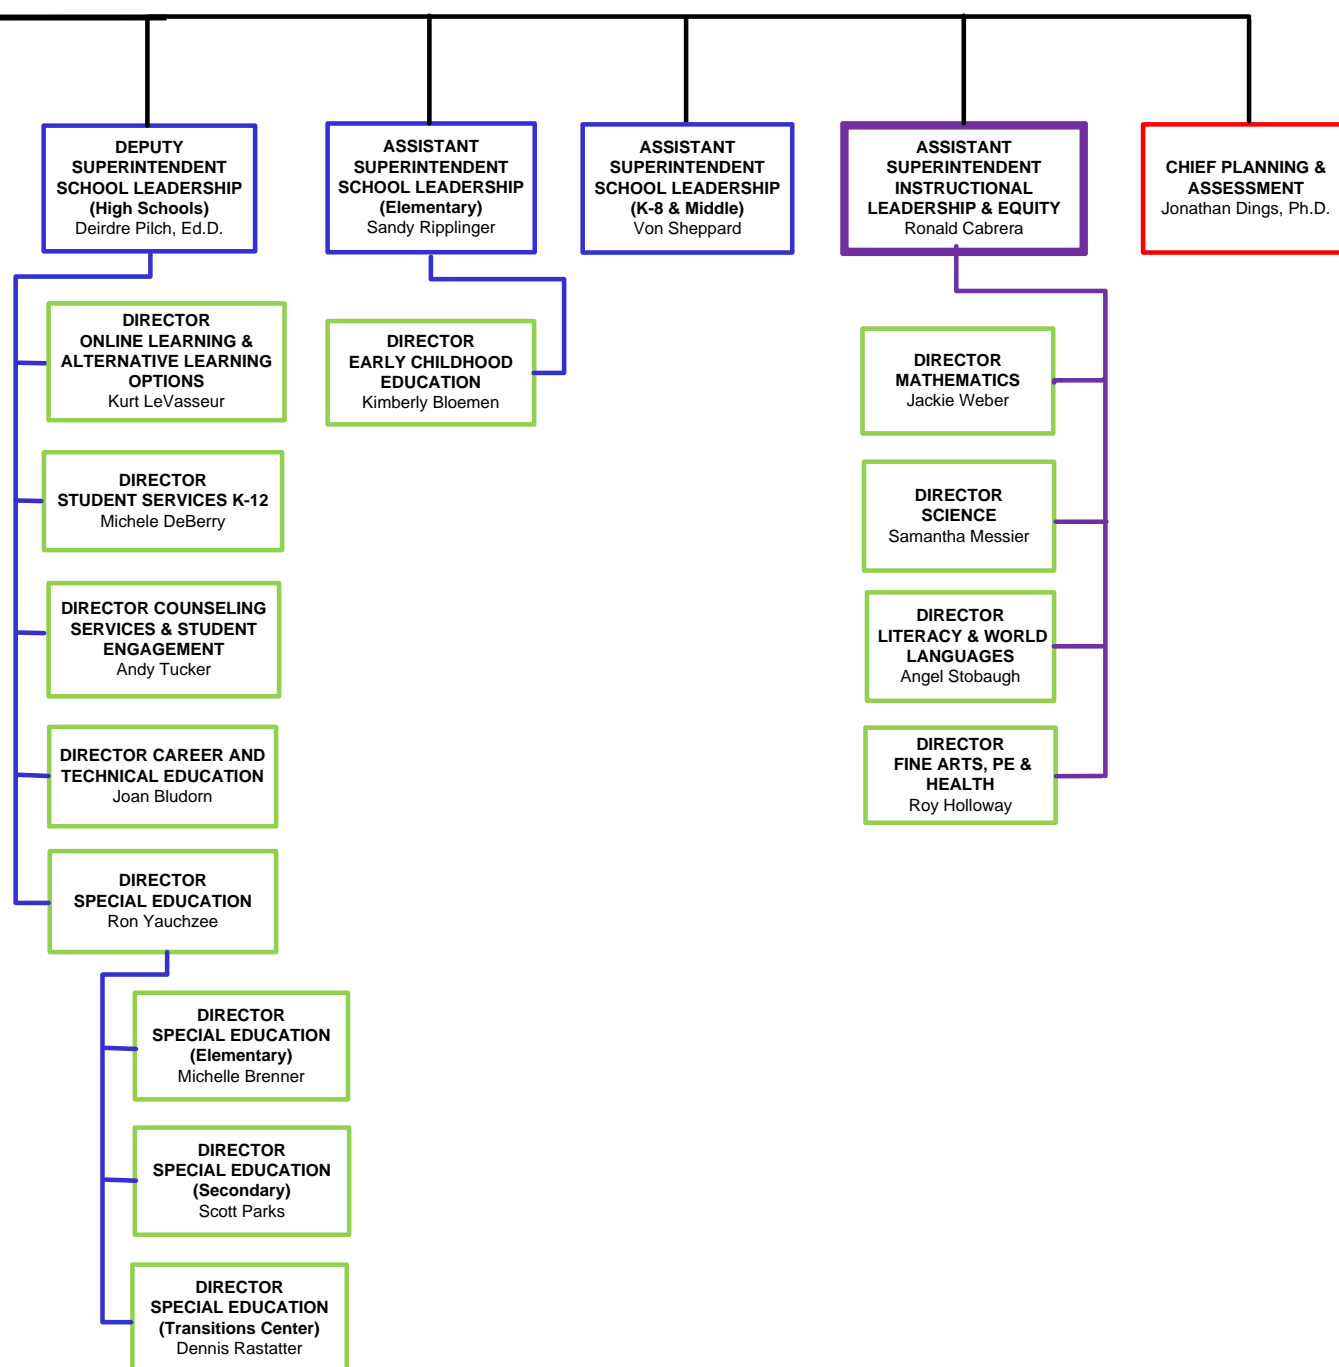 DEPUTY
SUPERINTENDENT
SCHOOL LEADERSHIP
(High Schools)
Deirdre Pilch, Ed.D.
ASSISTANT
SUPERINTENDENT
SCHOOL LEADERSHIP
(Elementary)
Sandy Ripplinger
ASSISTANT
SUPERINTENDENT
SCHOOL LEADERSHIP
(K-8 & Middle)
Von Sheppard
ASSISTANT
SUPERINTENDENT
INSTRUCTIONAL
LEADERSHIP & EQUITY
Ronald Cabrera
CHIEF PLANNING &
ASSESSMENT
Jonathan Dings, Ph.D.
DIRECTOR
ONLINE LEARNING &
ALTERNATIVE LEARNING
OPTIONS
Kurt LeVasseur
DIRECTOR
STUDENT SERVICES K-12
Michele DeBerry
DIRECTOR COUNSELING
SERVICES & STUDENT
ENGAGEMENT
Andy Tucker
DIRECTOR CAREER AND
TECHNICAL EDUCATION
Joan Bludorn
DIRECTOR
SPECIAL EDUCATION
Ron Yauchzee
DIRECTOR
SPECIAL EDUCATION
(Elementary)
Michelle Brenner
DIRECTOR
SPECIAL EDUCATION
(Secondary)
Scott Parks
DIRECTOR
SPECIAL EDUCATION
(Transitions Center)
Dennis Rastatter
DIRECTOR
EARLY CHILDHOOD
EDUCATION
Kimberly Bloemen
DIRECTOR
MATHEMATICS
Jackie Weber
DIRECTOR
SCIENCE
Samantha Messier
DIRECTOR
LITERACY & WORLD
LANGUAGES
Angel Stobaugh
DIRECTOR
FINE ARTS, PE &
HEALTH
Roy Holloway